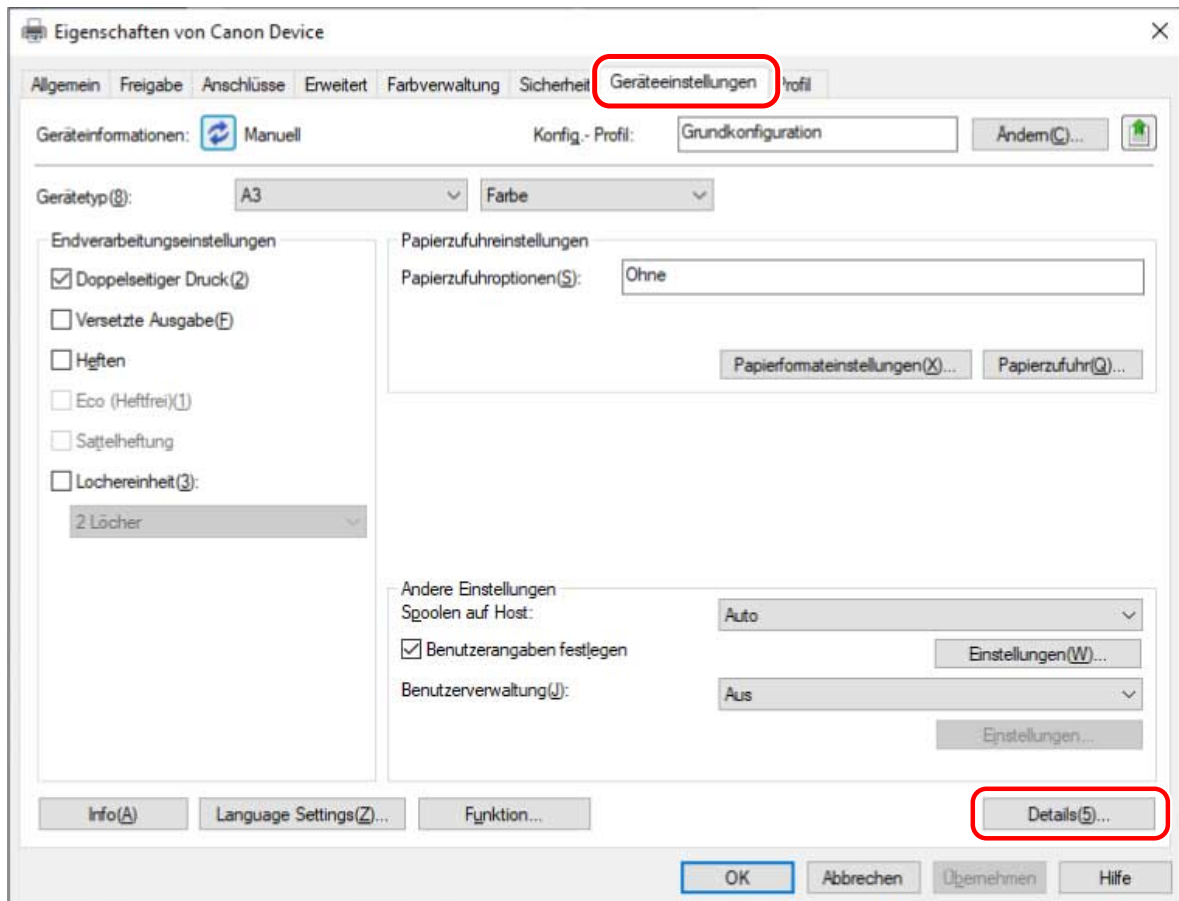 Eigenschaften von Canon Device
Allgemein Freigabe Anschlüsse Erweitert Farbverwaltung Sicherheit Geräteeinstellungen Profil
Geräteinformationen: Manuell Konfig.- Profil: Grundkonfiguration Ändern(C)...
Gerätetyp(8): A3 Farbe
Endverarbeitungseinstellungen
Doppelseitiger Druck(2)
Versetzte Ausgabe(F)
Heften
Eco (Heftfrei)(1)
Sattelheftung
Lochereinheit(3):
2 Löcher
Papierzufuhreinstellungen
Papierzufuhroptionen(S): Ohne
Papierformateinstellungen(X)... Papierzufuhr(Q)...
Andere Einstellungen
Spoolen auf Host: Auto
Benutzerangaben festlegen Einstellungen(W)...
Benutzerverwaltung(J): Aus
Einstellungen...
Info(A) Language Settings(Z)... Funktion... Details(5)...
OK Abbrechen Übernehmen Hilfe